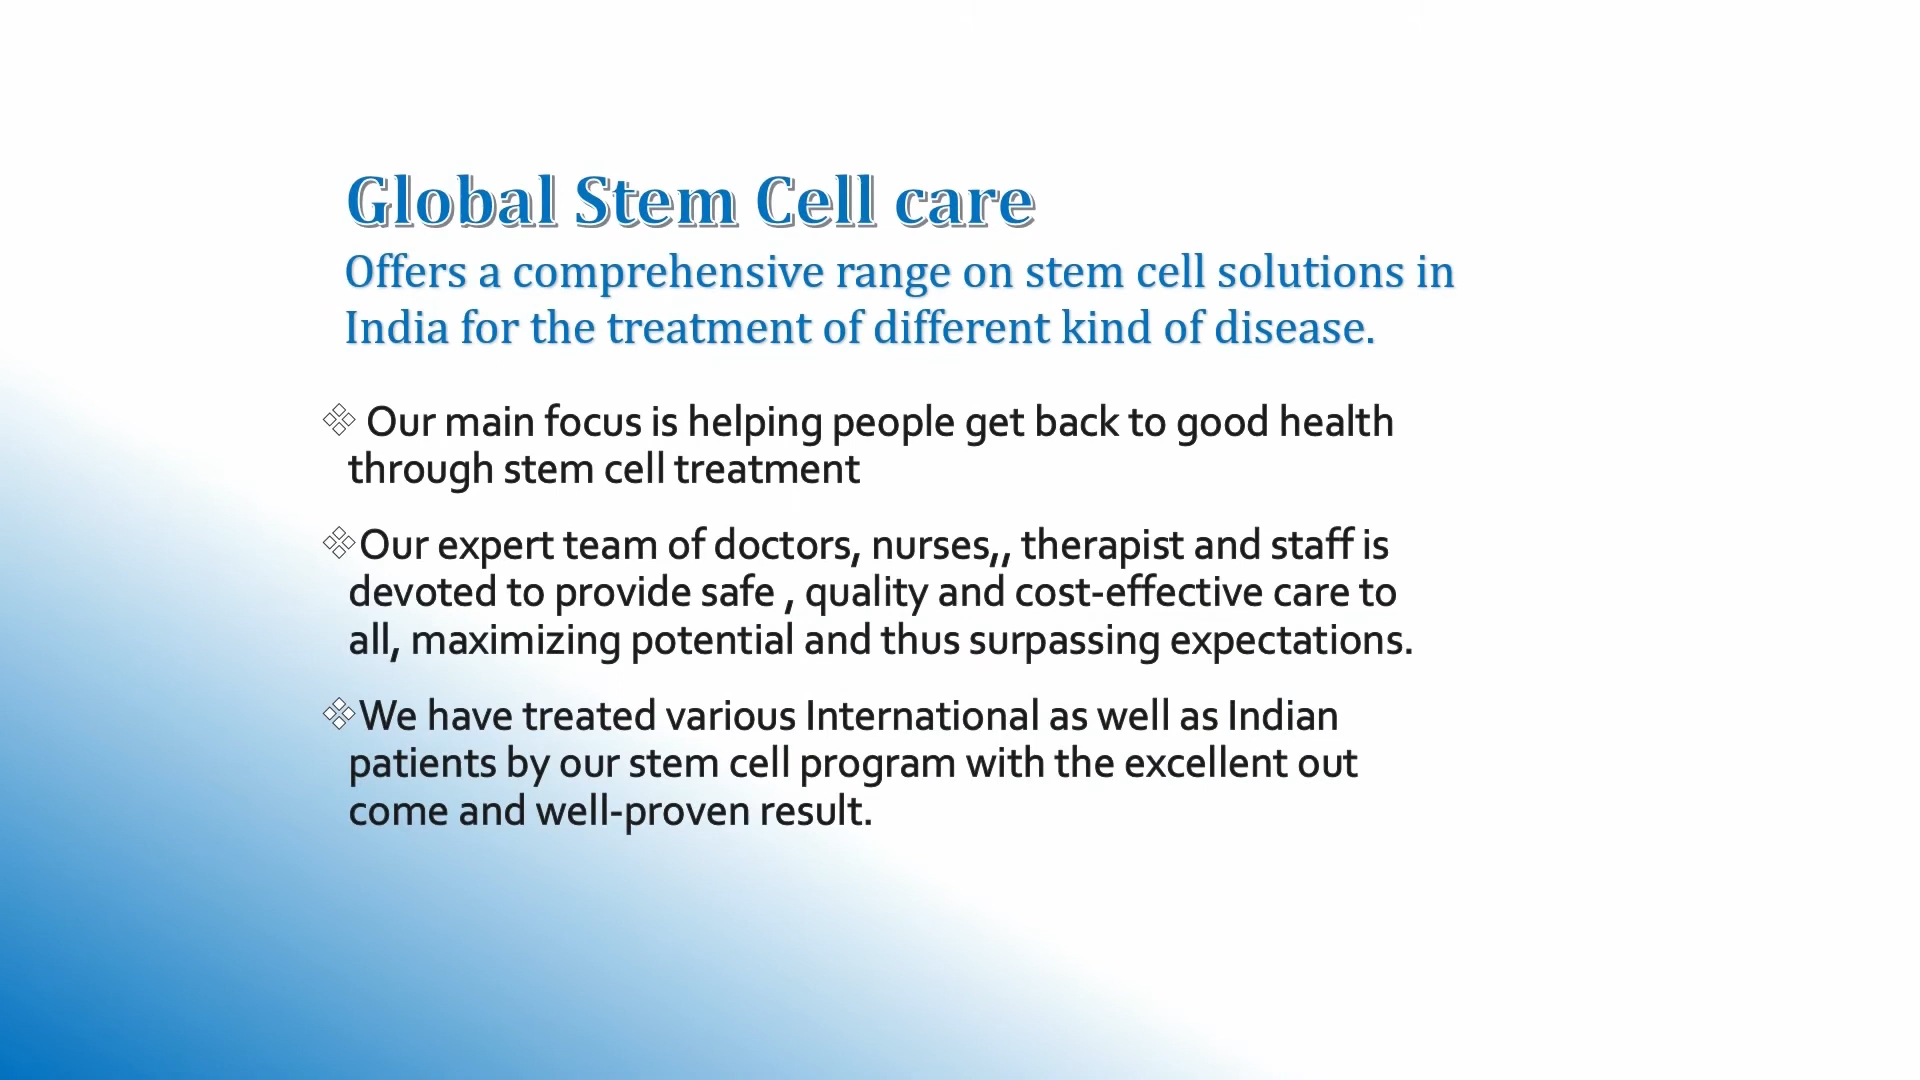 Global Stem Cell care
Offers a comprehensive range on stem cell solutions in
India for the treatment of different kind of disease.
❖ Our main focus is helping people get back to good health
through stem cell treatment
❖Our expert team of doctors, nurses,, therapist and staff is
devoted to provide safe , quality and cost-effective care to
all, maximizing potential and thus surpassing expectations.
❖We have treated various International as well as Indian
patients by our stem cell program with the excellent out
come and well-proven result.